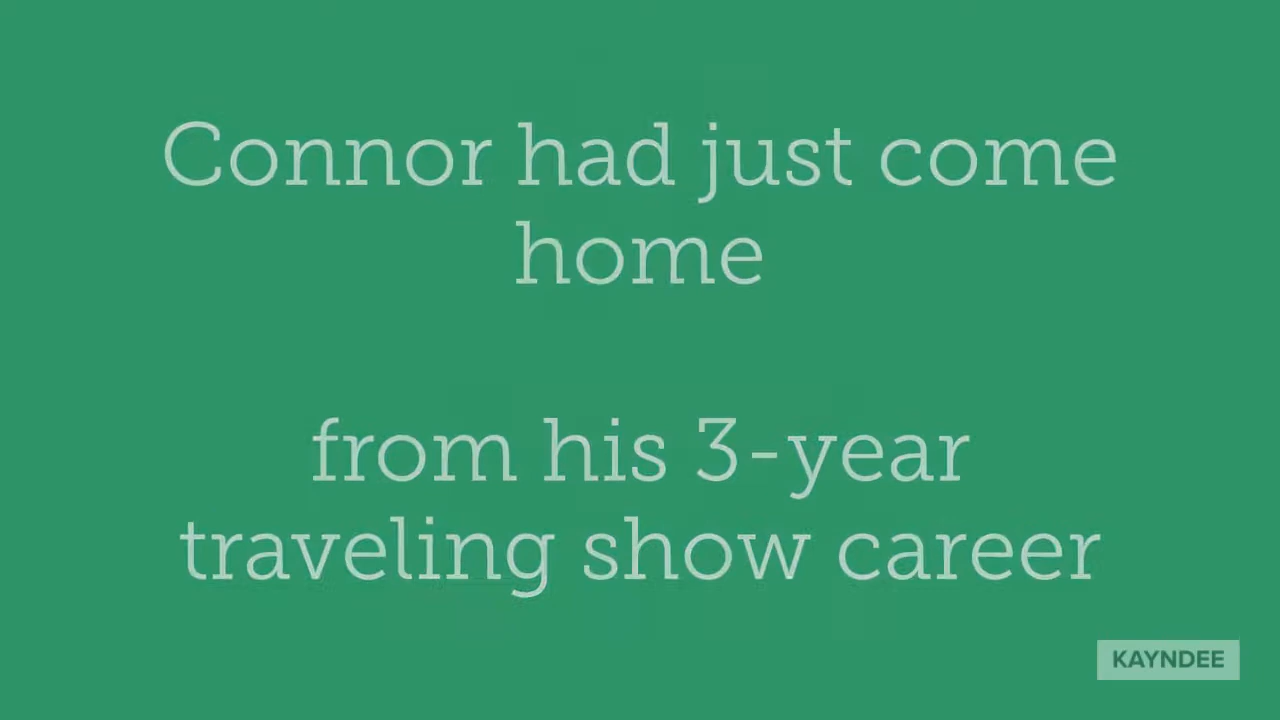 Connor had just come
home
from his 3-year
traveling show career
KAYNDEE